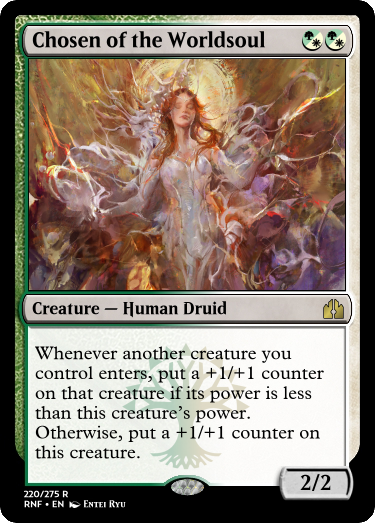 Chosen of the Worldsoul
Creature — Human Druid
Whenever another creature you
control enters, put a +1/+1 counter
on that creature if its power is less
than this creature's power.
Otherwise, put a +1/+1 counter on
this creature.
2/2
220/275 R
RNF • EN Entei Ryu